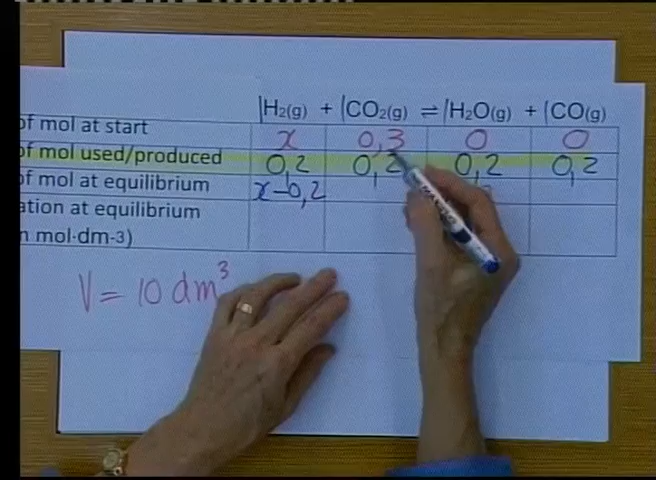 H2(g) + CO2(g) ⇌ H2O(g) + CO(g)
of mol at start x 0,3 0 0
of mol used/produced 0,2 0,2 0,2 0,2
of mol at equilibrium x-0,2
ation at equilibrium
n mol·dm-3)
V = 10 dm³